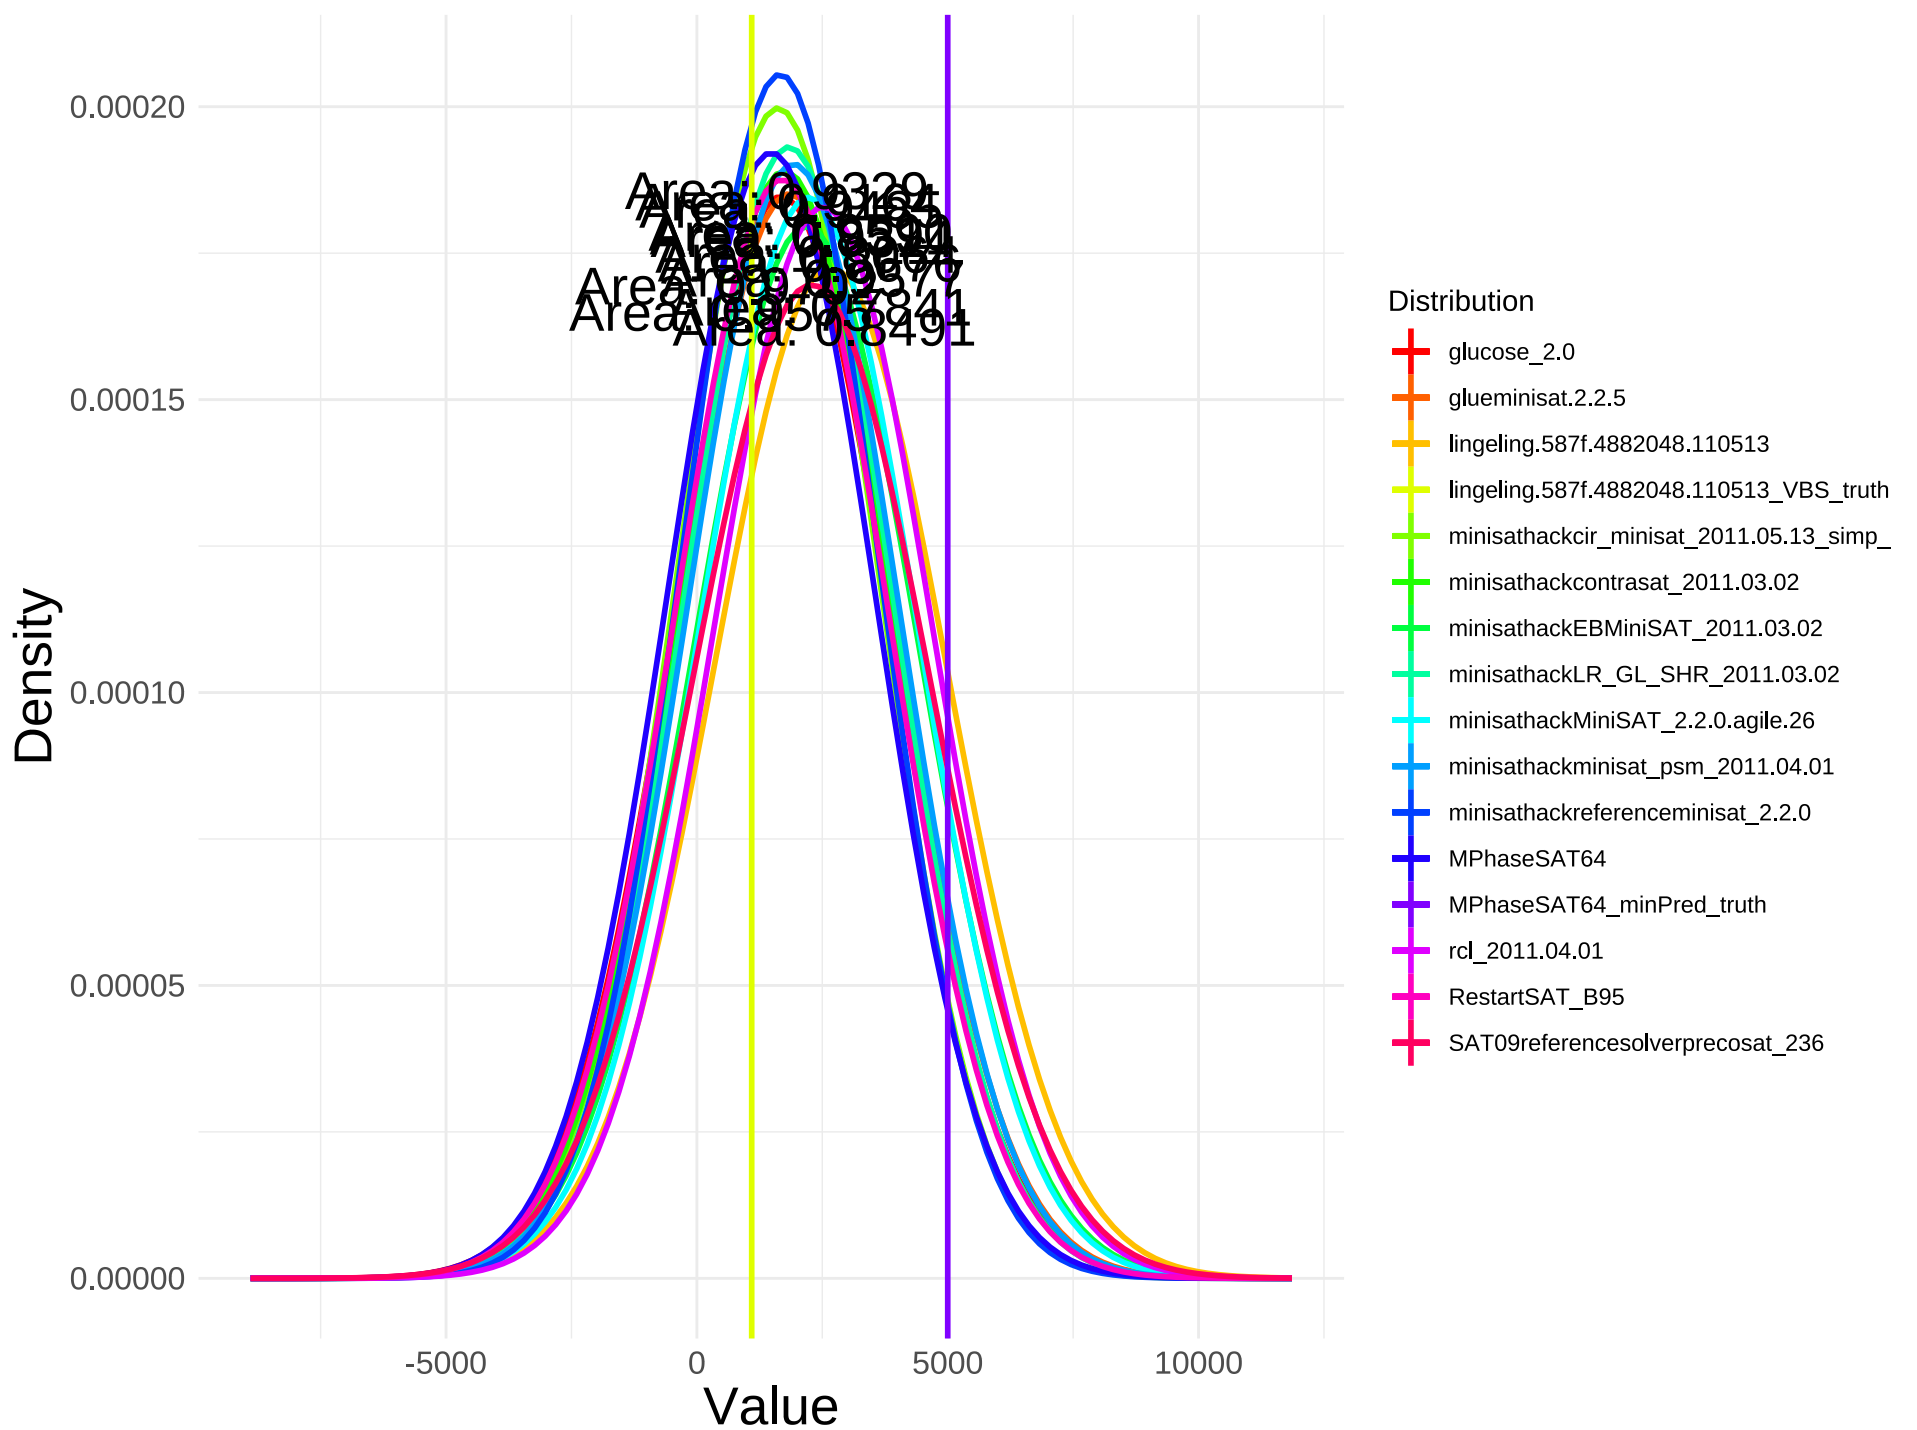 0.00020
0.00015
0.00010
0.00005
0.00000
Density
-5000
0
5000
10000
Value
Area: 0.9329
Area: 0.8491
Distribution
glucose_2.0
glueminisat.2.2.5
lingeling.587f.4882048.110513
lingeling.587f.4882048.110513_VBS_truth
minisathackcir_minisat_2011.05.13_simp_
minisathackcontrasat_2011.03.02
minisathackEBMiniSAT_2011.03.02
minisathackLR_GL_SHR_2011.03.02
minisathackMiniSAT_2.2.0.agile.26
minisathackminisat_psm_2011.04.01
minisathackreferenceminisat_2.2.0
MPhaseSAT64
MPhaseSAT64_minPred_truth
rcl_2011.04.01
RestartSAT_B95
SAT09referencesolverprecosat_236